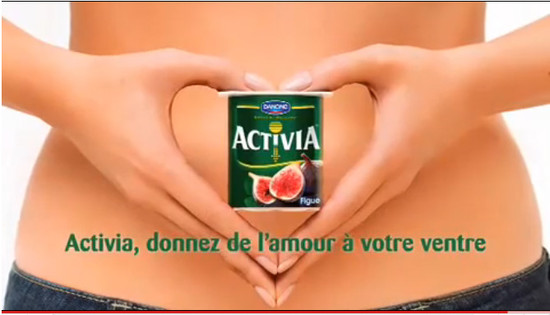 DANONE
ACTIVIA
Figue
Activia, donnez de l'amour à votre ventre